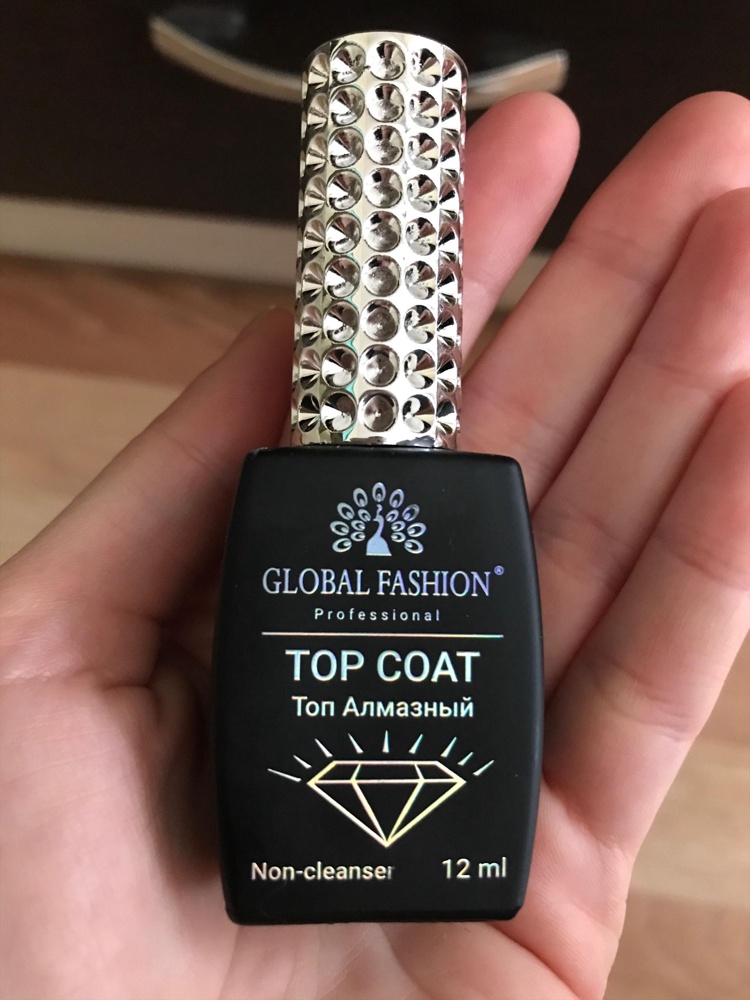 GLOBAL FASHION®
Professional
TOP COAT
Топ Алмазный
Non-cleanser 12 ml